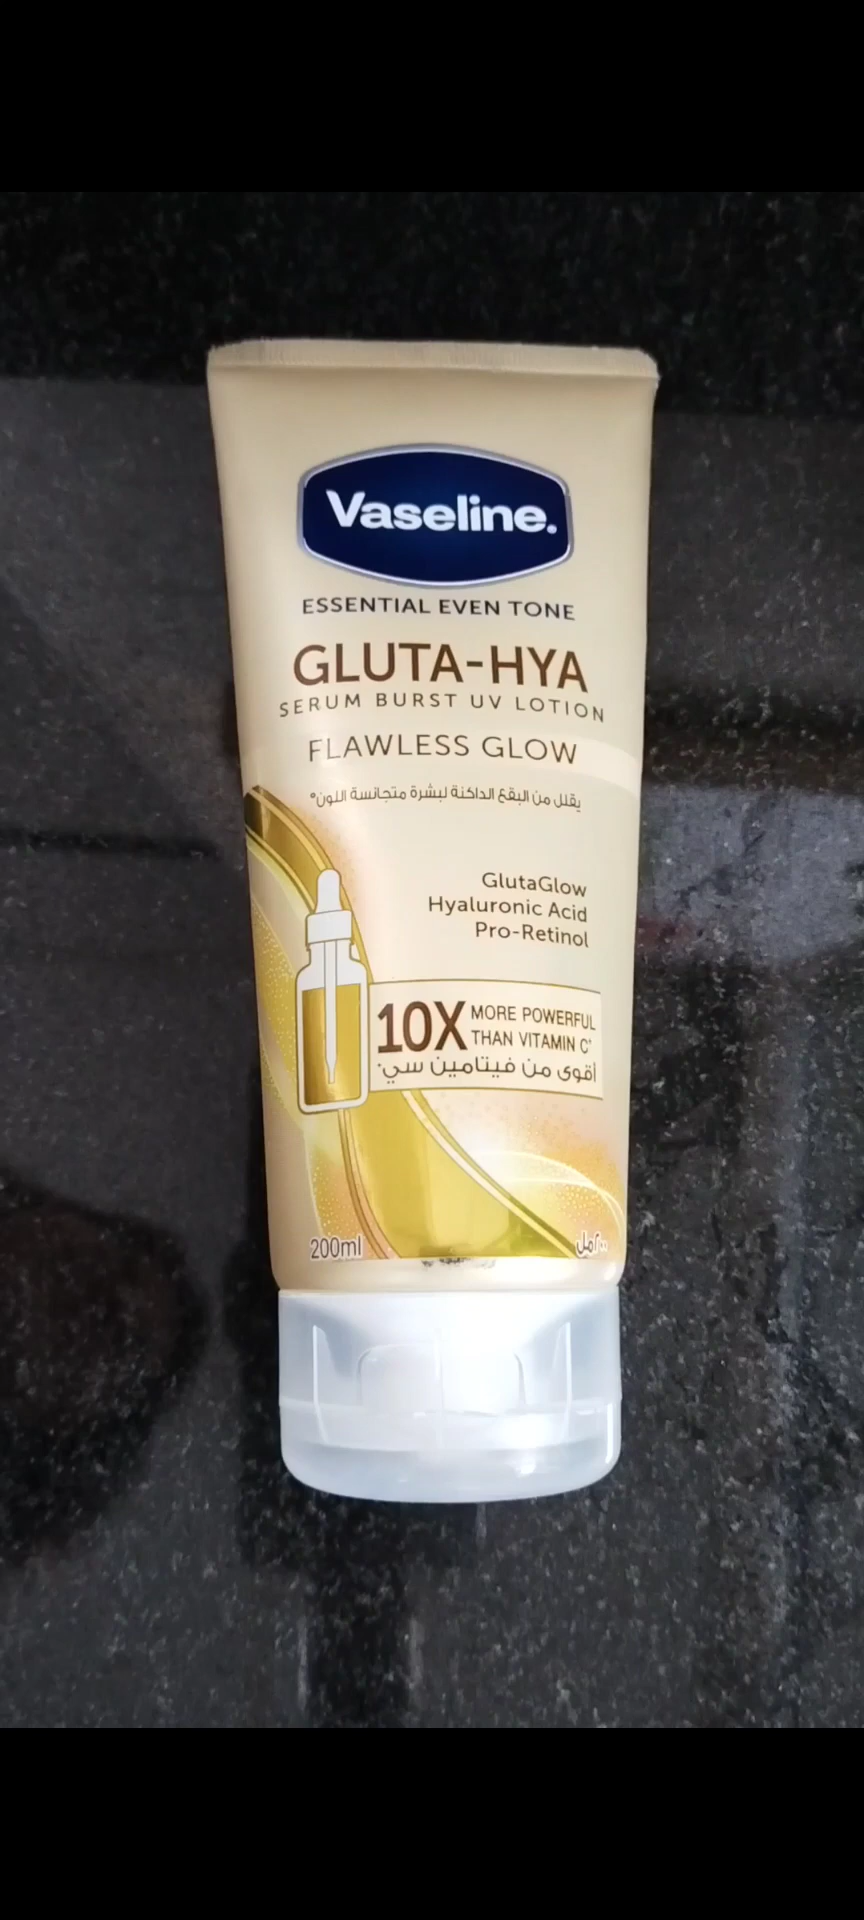 Vaseline.
ESSENTIAL EVEN TONE
GLUTA-HYA
SERUM BURST UV LOTION
FLAWLESS GLOW
يقلل من البقع الداكنة لبشرة متجانسة اللون°
GlutaGlow
Hyaluronic Acid
Pro-Retinol
10X MORE POWERFUL
THAN VITAMIN C*
أقوى من فيتامين سي*
200ml
٢٠٠مل